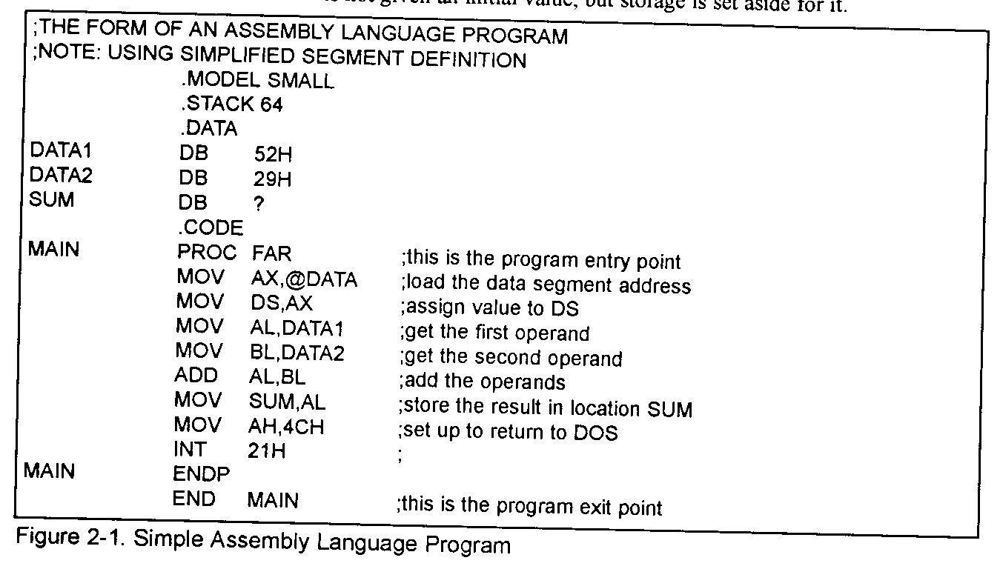 not given an initial value, but storage is set aside for it.
;THE FORM OF AN ASSEMBLY LANGUAGE PROGRAM
;NOTE: USING SIMPLIFIED SEGMENT DEFINITION
.MODEL SMALL
.STACK 64
.DATA
DATA1 DB 52H
DATA2 DB 29H
SUM DB ?
.CODE
MAIN PROC FAR ;this is the program entry point
MOV AX,@DATA ;load the data segment address
MOV DS,AX ;assign value to DS
MOV AL,DATA1 ;get the first operand
MOV BL,DATA2 ;get the second operand
ADD AL,BL ;add the operands
MOV SUM,AL ;store the result in location SUM
MOV AH,4CH ;set up to return to DOS
INT 21H ;
MAIN ENDP
END MAIN ;this is the program exit point
Figure 2-1. Simple Assembly Language Program